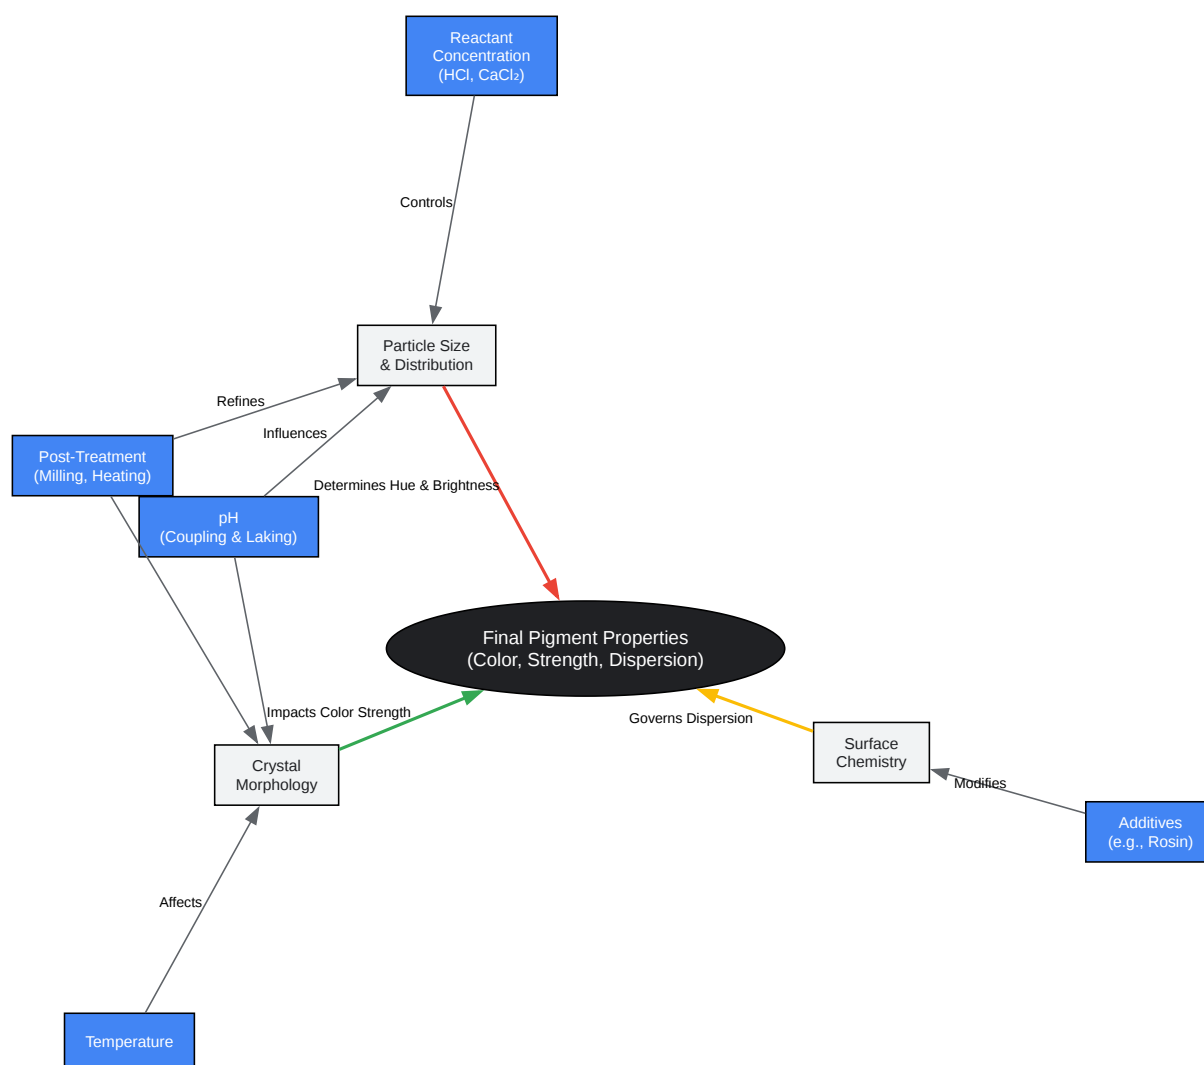 Reactant
Concentration
(HCl, CaCl₂)
Controls
Particle Size
& Distribution
Refines
Influences
Post-Treatment
(Milling, Heating)
Determines Hue & Brightness
pH
(Coupling & Laking)
Final Pigment Properties
(Color, Strength, Dispersion)
Impacts Color Strength
Governs Dispersion
Surface
Chemistry
Crystal
Morphology
Modifies
Additives
(e.g., Rosin)
Affects
Temperature